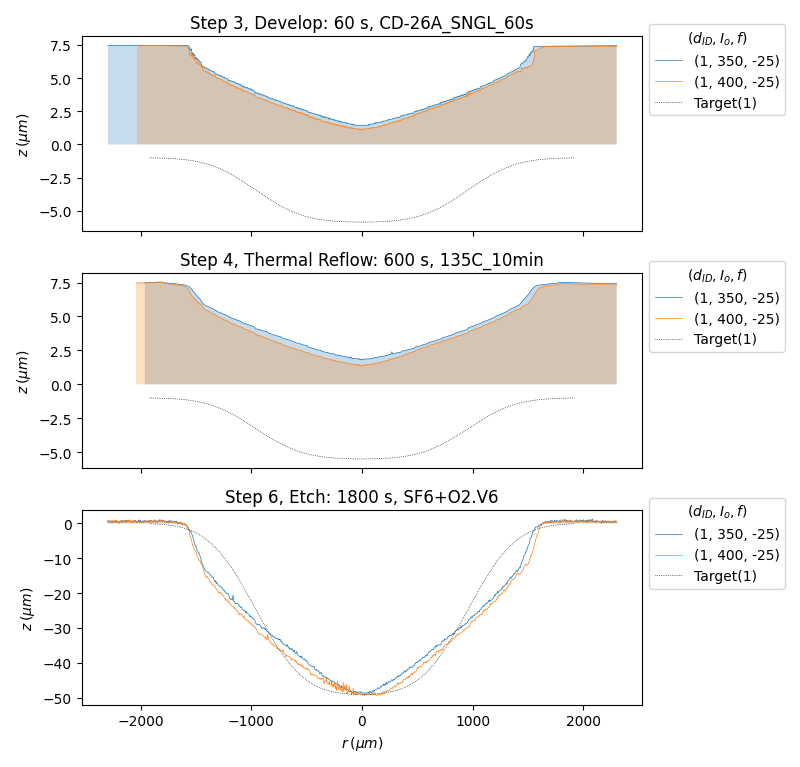 Step 3, Develop: 60 s, CD-26A_SNGL_60s
7.5
5.0
2.5
0.0
−2.5
−5.0
z (μm)
(d_ID, I_o, f)
(1, 350, -25)
(1, 400, -25)
Target(1)
Step 4, Thermal Reflow: 600 s, 135C_10min
7.5
5.0
2.5
0.0
−2.5
−5.0
z (μm)
(d_ID, I_o, f)
(1, 350, -25)
(1, 400, -25)
Target(1)
Step 6, Etch: 1800 s, SF6+O2.V6
0
−10
−20
−30
−40
−50
z (μm)
(d_ID, I_o, f)
(1, 350, -25)
(1, 400, -25)
Target(1)
−2000 −1000 0 1000 2000
r (μm)